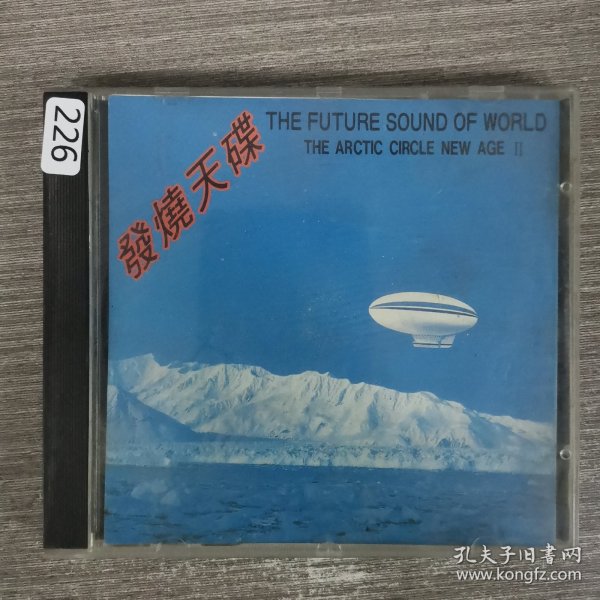 226
發燒天碟
THE FUTURE SOUND OF WORLD
THE ARCTIC CIRCLE NEW AGE II
孔夫子旧书网
www.kongfz.com